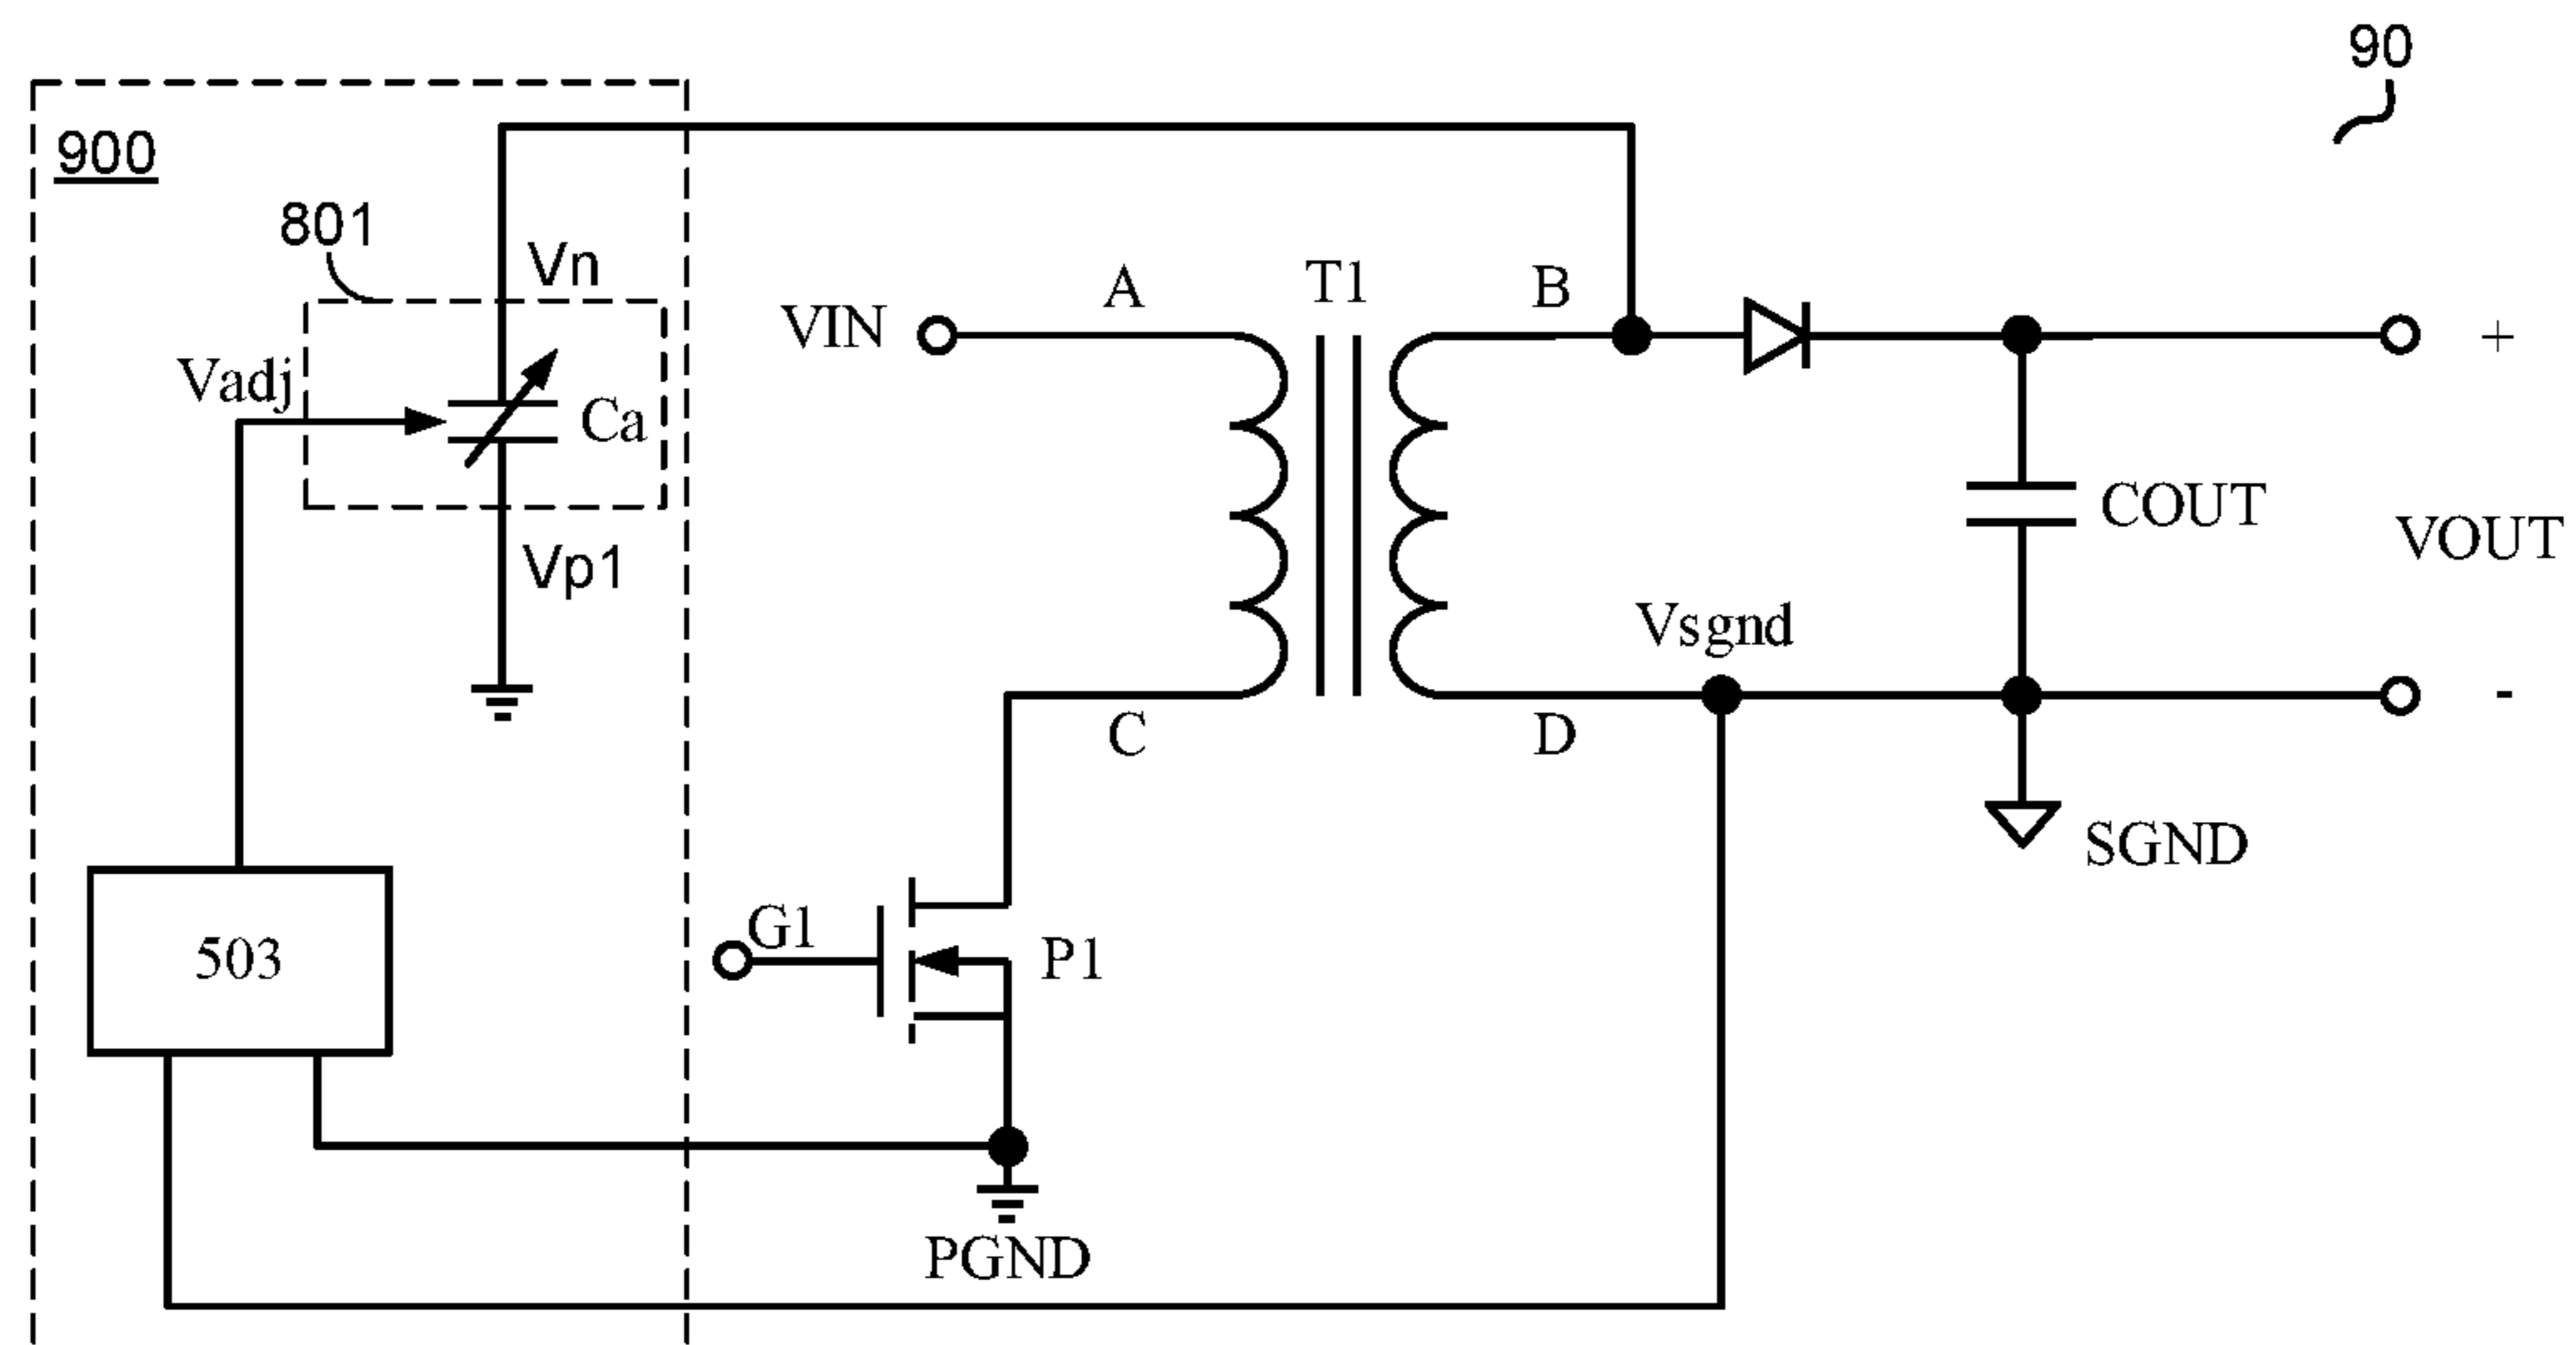 90
900
801
Vn
A
T1
B
VIN
+
Vadj
Ca
COUT
VOUT
Vp1
Vsgnd
C
D
-
SGND
G1
503
P1
PGND